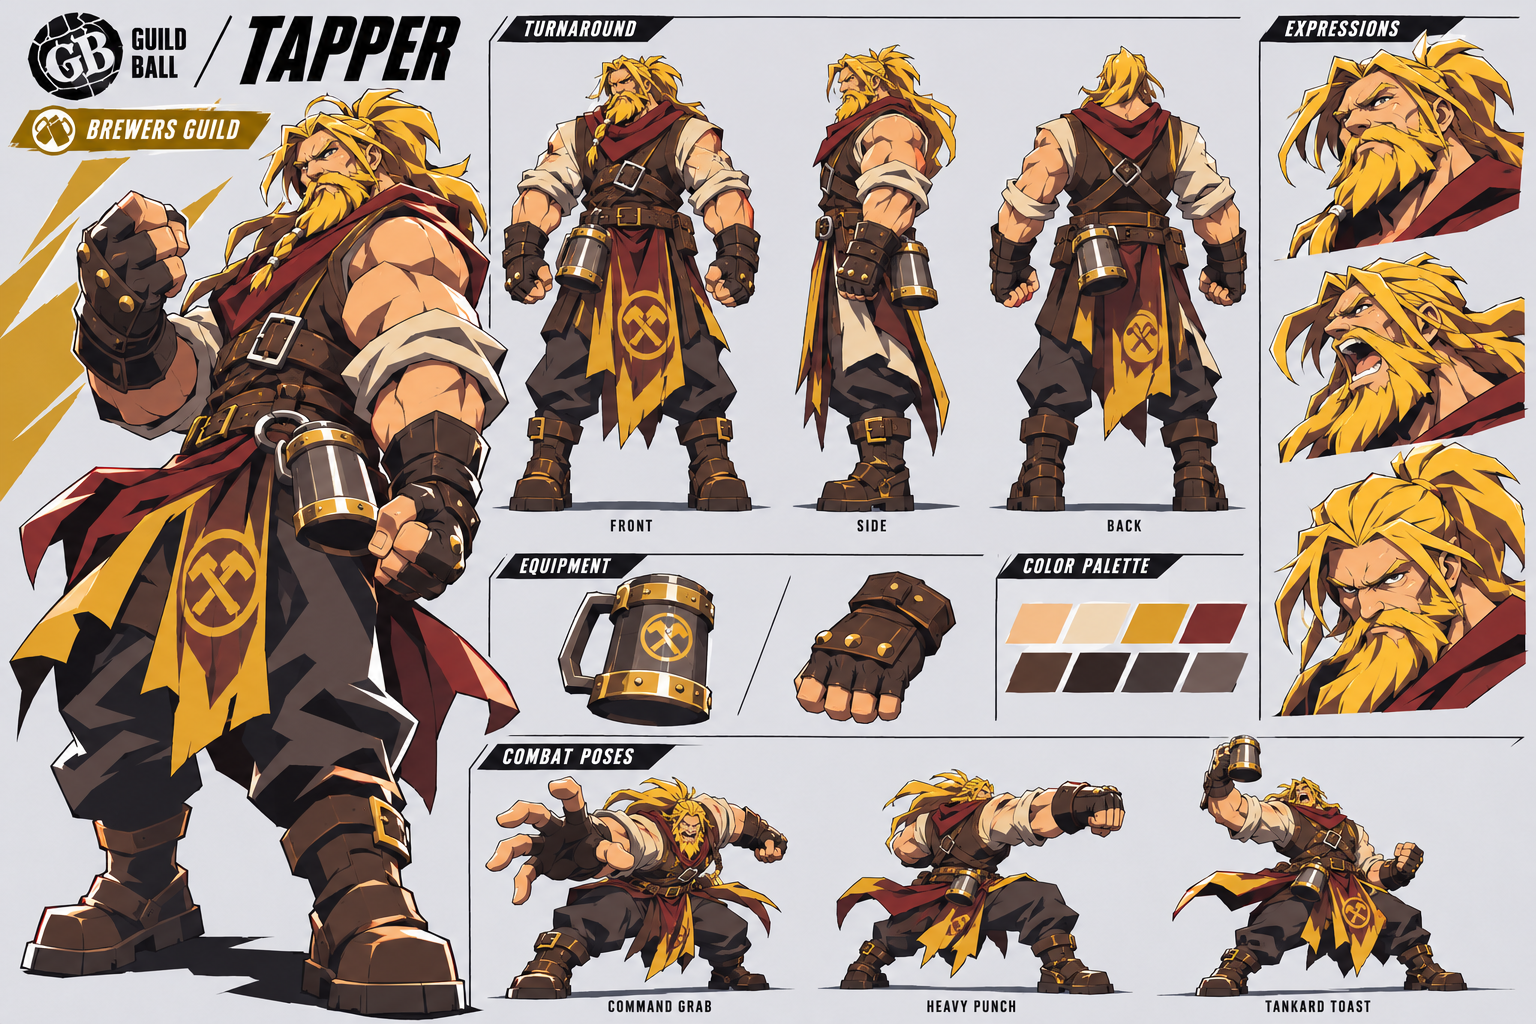 GB
GUILD
BALL
TAPPER
BREWERS GUILD
TURNAROUND
FRONT
SIDE
BACK
EXPRESSIONS
EQUIPMENT
COLOR PALETTE
COMBAT POSES
COMMAND GRAB
HEAVY PUNCH
TANKARD TOAST